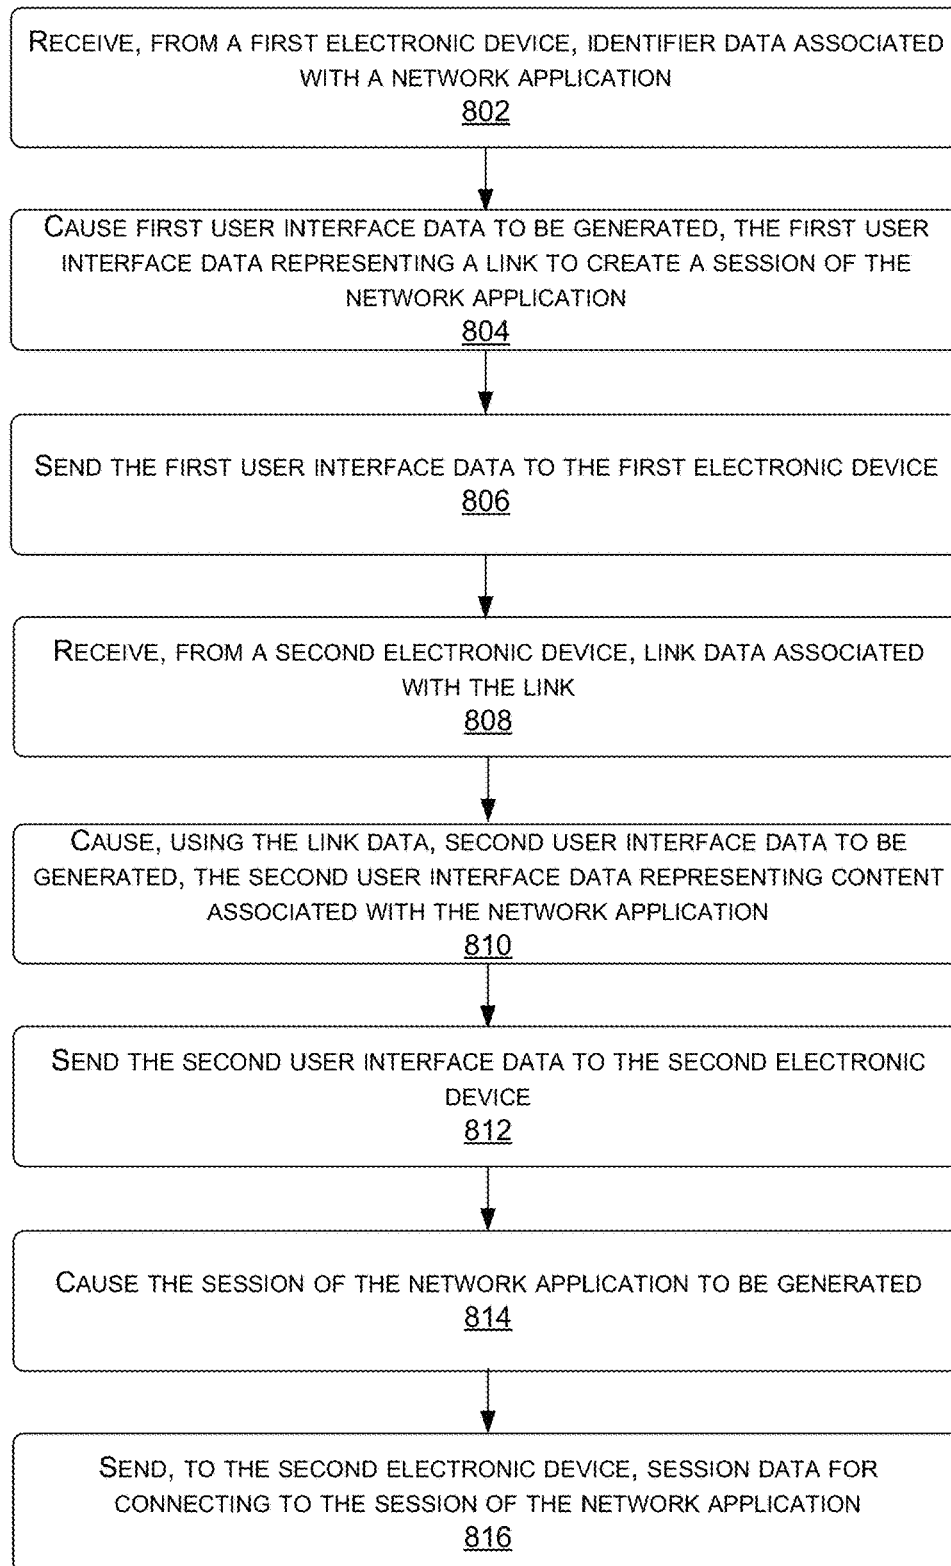 RECEIVE, FROM A FIRST ELECTRONIC DEVICE, IDENTIFIER DATA ASSOCIATED
WITH A NETWORK APPLICATION
802
CAUSE FIRST USER INTERFACE DATA TO BE GENERATED, THE FIRST USER
INTERFACE DATA REPRESENTING A LINK TO CREATE A SESSION OF THE
NETWORK APPLICATION
804
SEND THE FIRST USER INTERFACE DATA TO THE FIRST ELECTRONIC DEVICE
806
RECEIVE, FROM A SECOND ELECTRONIC DEVICE, LINK DATA ASSOCIATED
WITH THE LINK
808
CAUSE, USING THE LINK DATA, SECOND USER INTERFACE DATA TO BE
GENERATED, THE SECOND USER INTERFACE DATA REPRESENTING CONTENT
ASSOCIATED WITH THE NETWORK APPLICATION
810
SEND THE SECOND USER INTERFACE DATA TO THE SECOND ELECTRONIC
DEVICE
812
CAUSE THE SESSION OF THE NETWORK APPLICATION TO BE GENERATED
814
SEND, TO THE SECOND ELECTRONIC DEVICE, SESSION DATA FOR
CONNECTING TO THE SESSION OF THE NETWORK APPLICATION
816